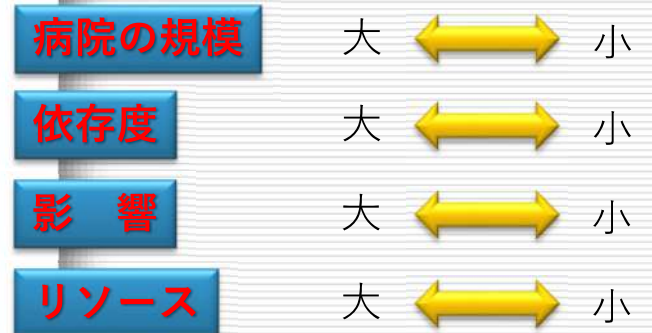 病院の規模 大 小
依存度 大 小
影　響 大 小
リソース 大 小